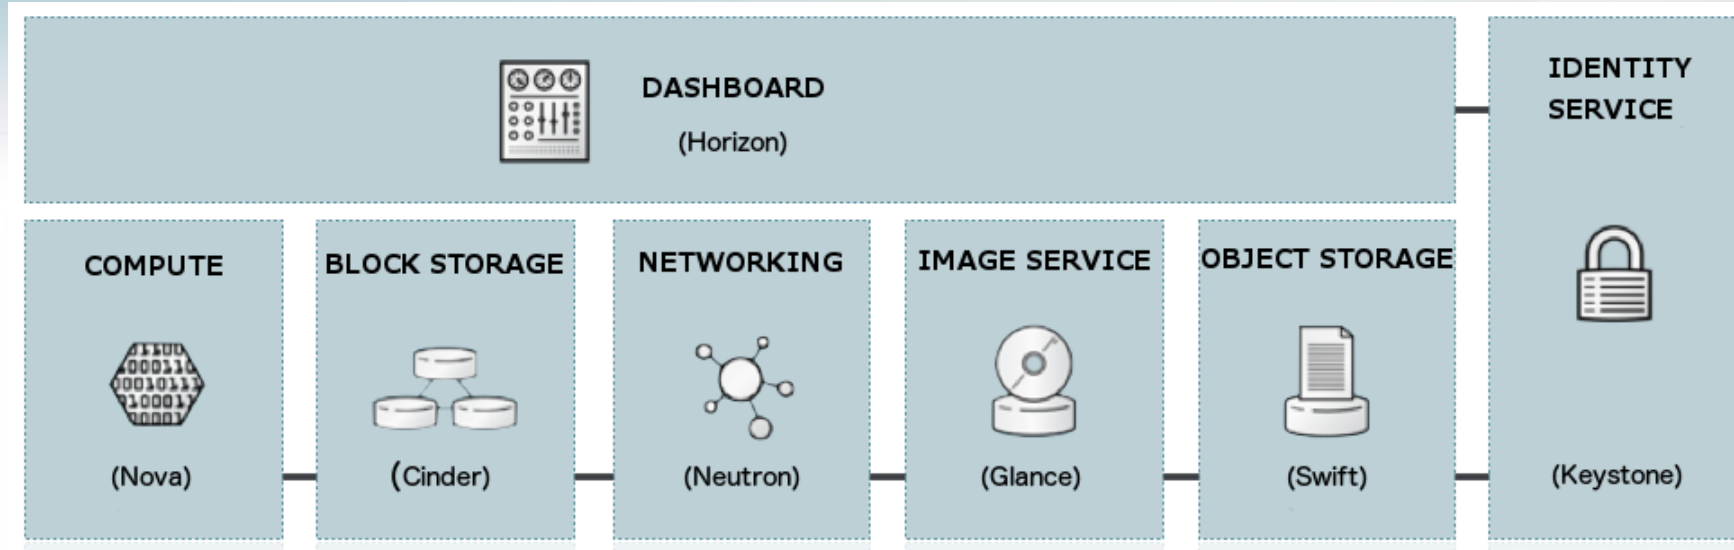 DASHBOARD
(Horizon)
IDENTITY
SERVICE
(Keystone)
COMPUTE
(Nova)
BLOCK STORAGE
(Cinder)
NETWORKING
(Neutron)
IMAGE SERVICE
(Glance)
OBJECT STORAGE
(Swift)